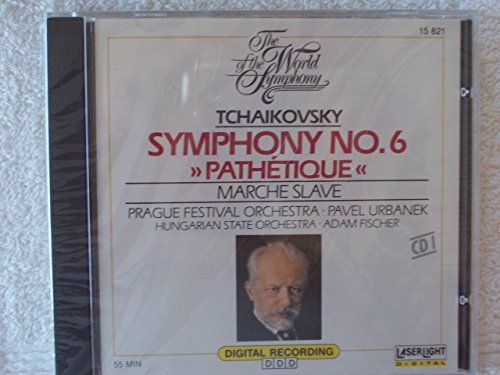 15 821
The
of the World
Symphony
TCHAIKOVSKY
SYMPHONY NO. 6
»PATHÉTIQUE«
MARCHE SLAVE
PRAGUE FESTIVAL ORCHESTRA · PAVEL URBANEK
HUNGARIAN STATE ORCHESTRA · ADAM FISCHER
CD 1
55 MIN
DIGITAL RECORDING
DDD
LASERLIGHT
DIGITAL